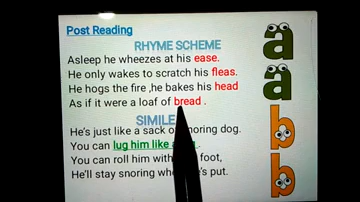 Post Reading
RHYME SCHEME
Asleep he wheezes at his ease.
He only wakes to scratch his fleas.
He hogs the fire ,he bakes his head
As if it were a loaf of bread .
SIMILE
He's just like a sack of snoring dog.
You can lug him like a
You can roll him with foot,
He'll stay snoring he's put.
a
a
b
b